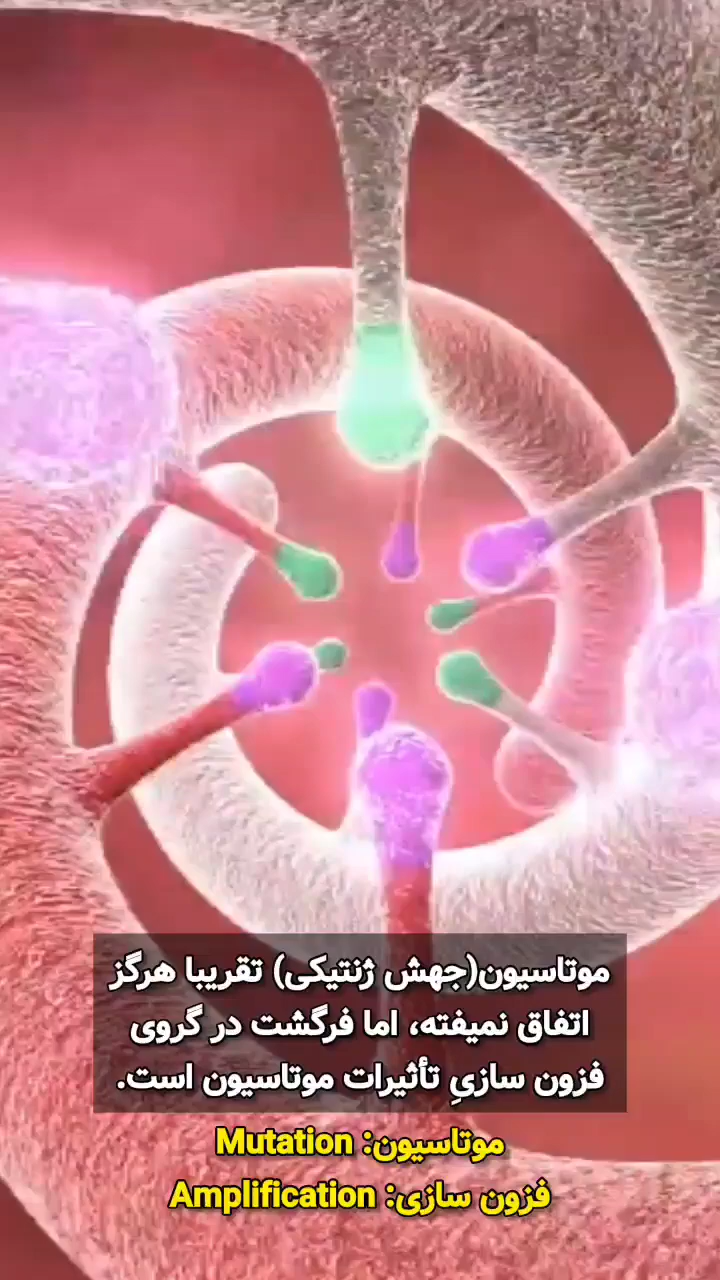 موتاسیون(جهش ژنتیکی) تقریبا هرگز
اتفاق نمیفته، اما فرگشت در گروی
فزون سازیِ تأثیرات موتاسیون است.
موتاسیون: Mutation
فزون سازی: Amplification